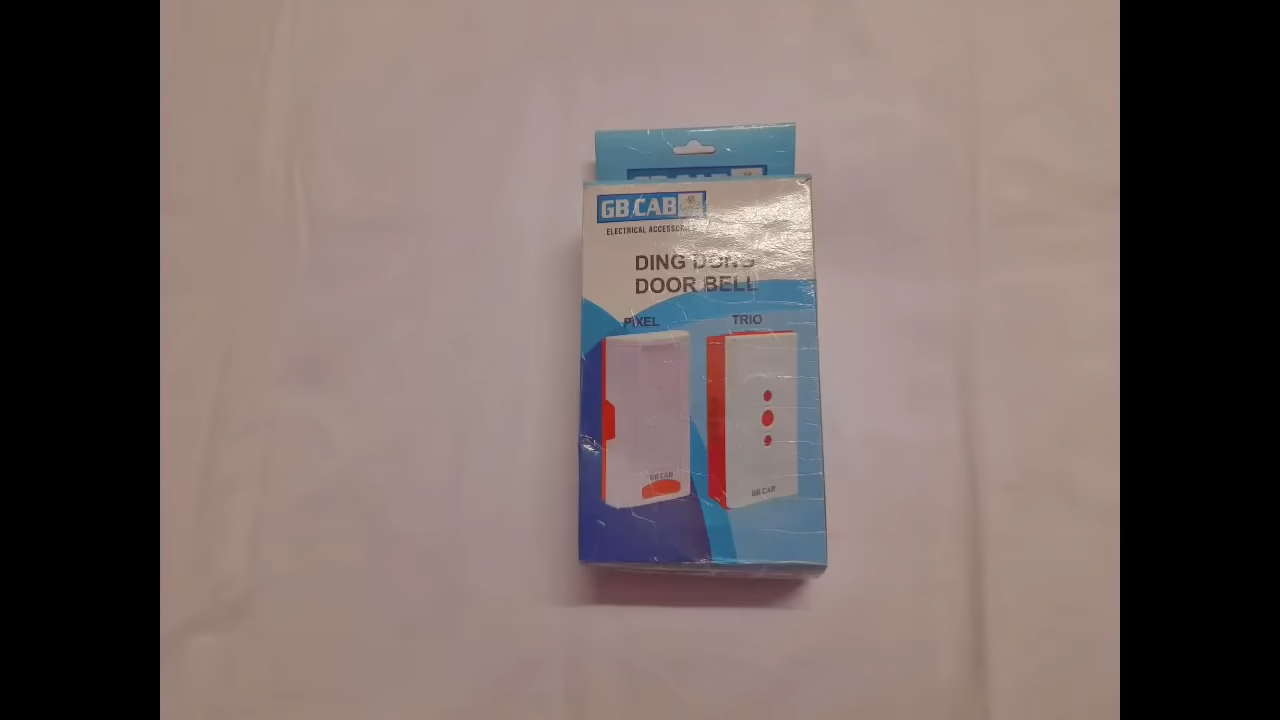 GB CAB
ELECTRICAL ACCESSORIES
DING DONG
DOOR BELL
PIXEL
TRIO
GB CAB
GB CAB